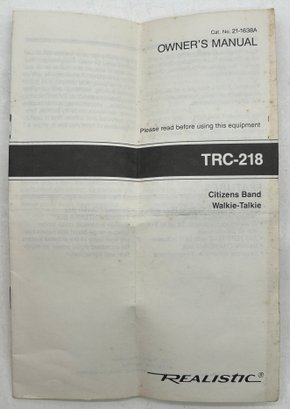 Cat. No. 21-1638A
OWNER'S MANUAL
Please read before using this equipment
TRC-218
Citizens Band
Walkie-Talkie
REALISTIC®